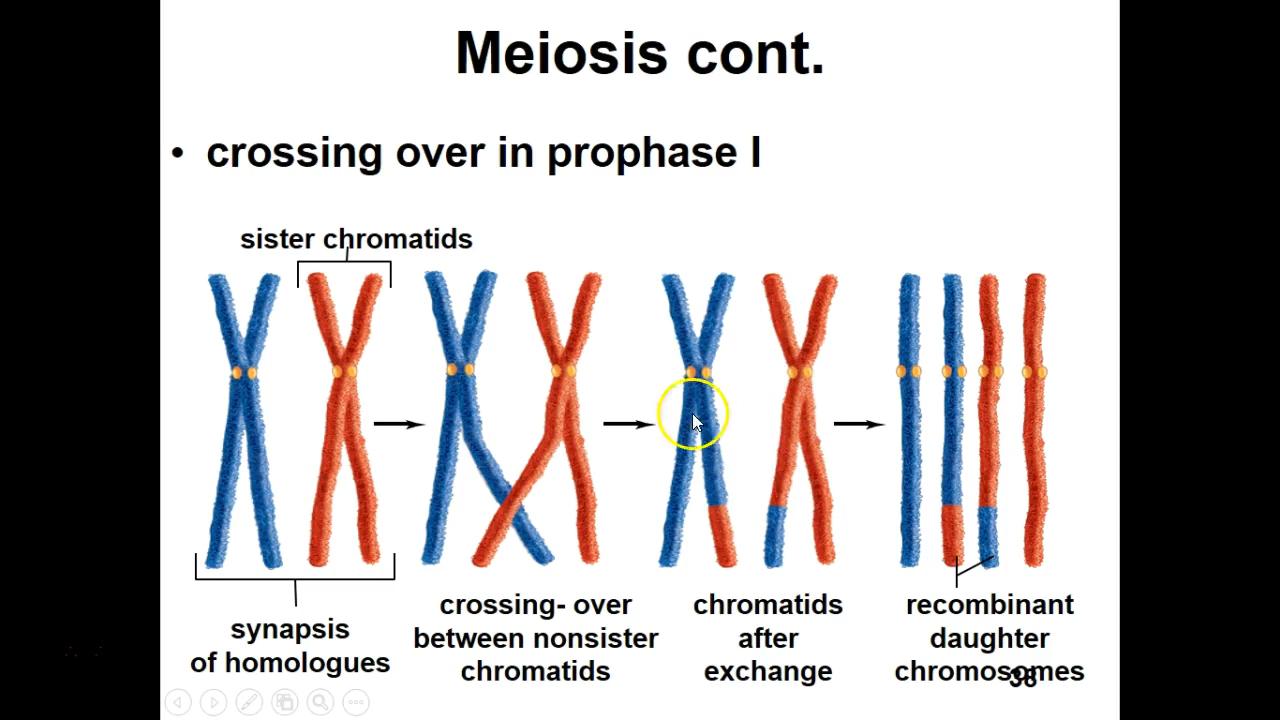 Meiosis cont.
• crossing over in prophase I
sister chromatids
synapsis
of homologues
crossing- over
between nonsister
chromatids
chromatids
after
exchange
recombinant
daughter
chromosomes
38